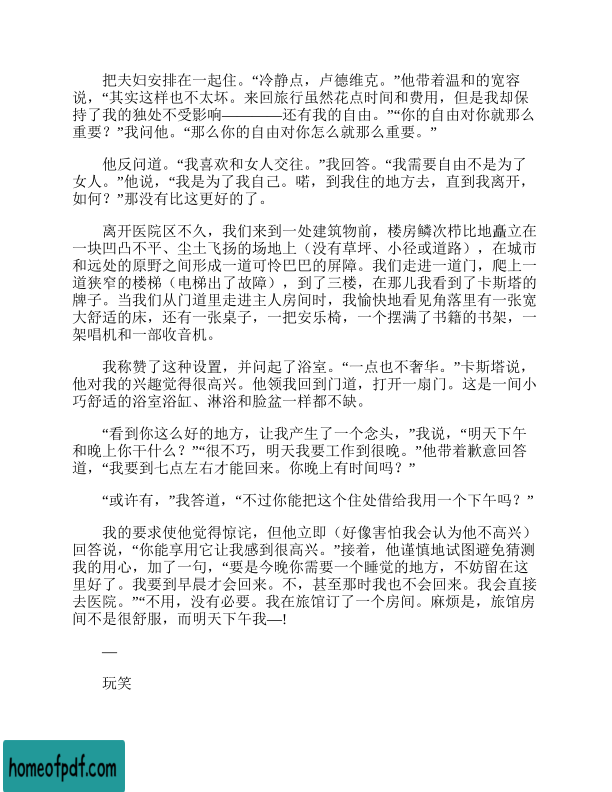 把夫妇安排在一起住。“冷静点，卢德维克。”他带着温和的宽容
说，“其实这样也不太坏。来回旅行虽然花点时间和费用，但是我却保
持了我的独处不受影响————还有我的自由。”“你的自由对你就那么
重要？”我问他。“那么你的自由对你怎么就那么重要。”
他反问道。“我喜欢和女人交往。”我回答。“我需要自由不是为了
女人。”他说，“我是为了我自己。喏，到我住的地方去，直到我离开，
如何？”那没有比这更好的了。
离开医院区不久，我们来到一处建筑物前，楼房鳞次栉比地矗立在
一块凹凸不平、尘土飞扬的场地上（没有草坪、小径或道路），在城市
和远处的原野之间形成一道可怜巴巴的屏障。我们走进一道门，爬上一
道狭窄的楼梯（电梯出了故障），到了三楼，在那儿我看到了卡斯塔的
牌子。当我们从门道里走进主人房间时，我愉快地看见角落里有一张宽
大舒适的床，还有一张桌子，一把安乐椅，一个摆满了书籍的书架，一
架唱机和一部收音机。
我称赞了这种设置，并问起了浴室。“一点也不奢华。”卡斯塔说，
他对我的兴趣觉得很高兴。他领我回到门道，打开一扇门。这是一间小
巧舒适的浴室浴缸、淋浴和脸盆一样都不缺。
“看到你这么好的地方，让我产生了一个念头，”我说，“明天下午
和晚上你干什么？”“很不巧，明天我要工作到很晚。”他带着歉意回答
道，“我要到七点左右才能回来。你晚上有时间吗？”
“或许有，”我答道，“不过你能把这个住处借给我用一个下午吗？”
我的要求使他觉得惊诧，但他立即（好像害怕我会认为他不高兴）
回答说，“你能享用它让我感到很高兴。”接着，他谨慎地试图避免猜测
我的用心，加了一句，“要是今晚你需要一个睡觉的地方，不妨留在这
里好了。我要到早晨才会回来。不，甚至那时我也不会回来。我会直接
去医院。”“不用，没有必要。我在旅馆订了一个房间。麻烦是，旅馆房
间不是很舒服，而明天下午我—!
—
玩笑
homeofpdf.com